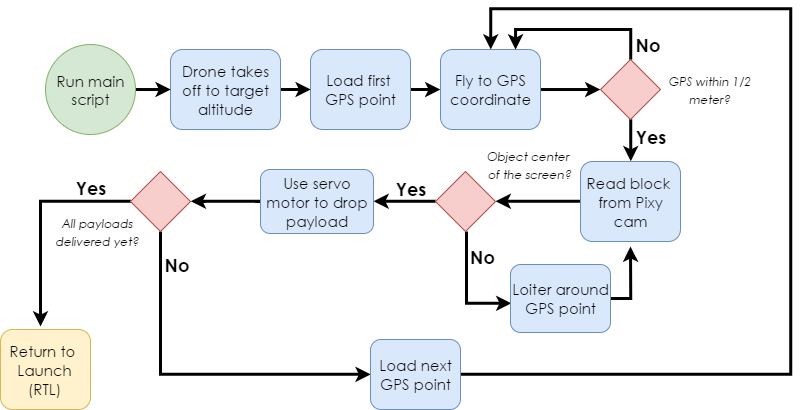 Run main
script
Drone takes
off to target
altitude
Load first
GPS point
Fly to GPS
coordinate
No
GPS within 1/2
meter?
Yes
Object center
of the screen?
Read block
from Pixy
cam
Yes
No
Loiter around
GPS point
Use servo
motor to drop
payload
Yes
All payloads
delivered yet?
No
Return to
Launch
(RTL)
Load next
GPS point